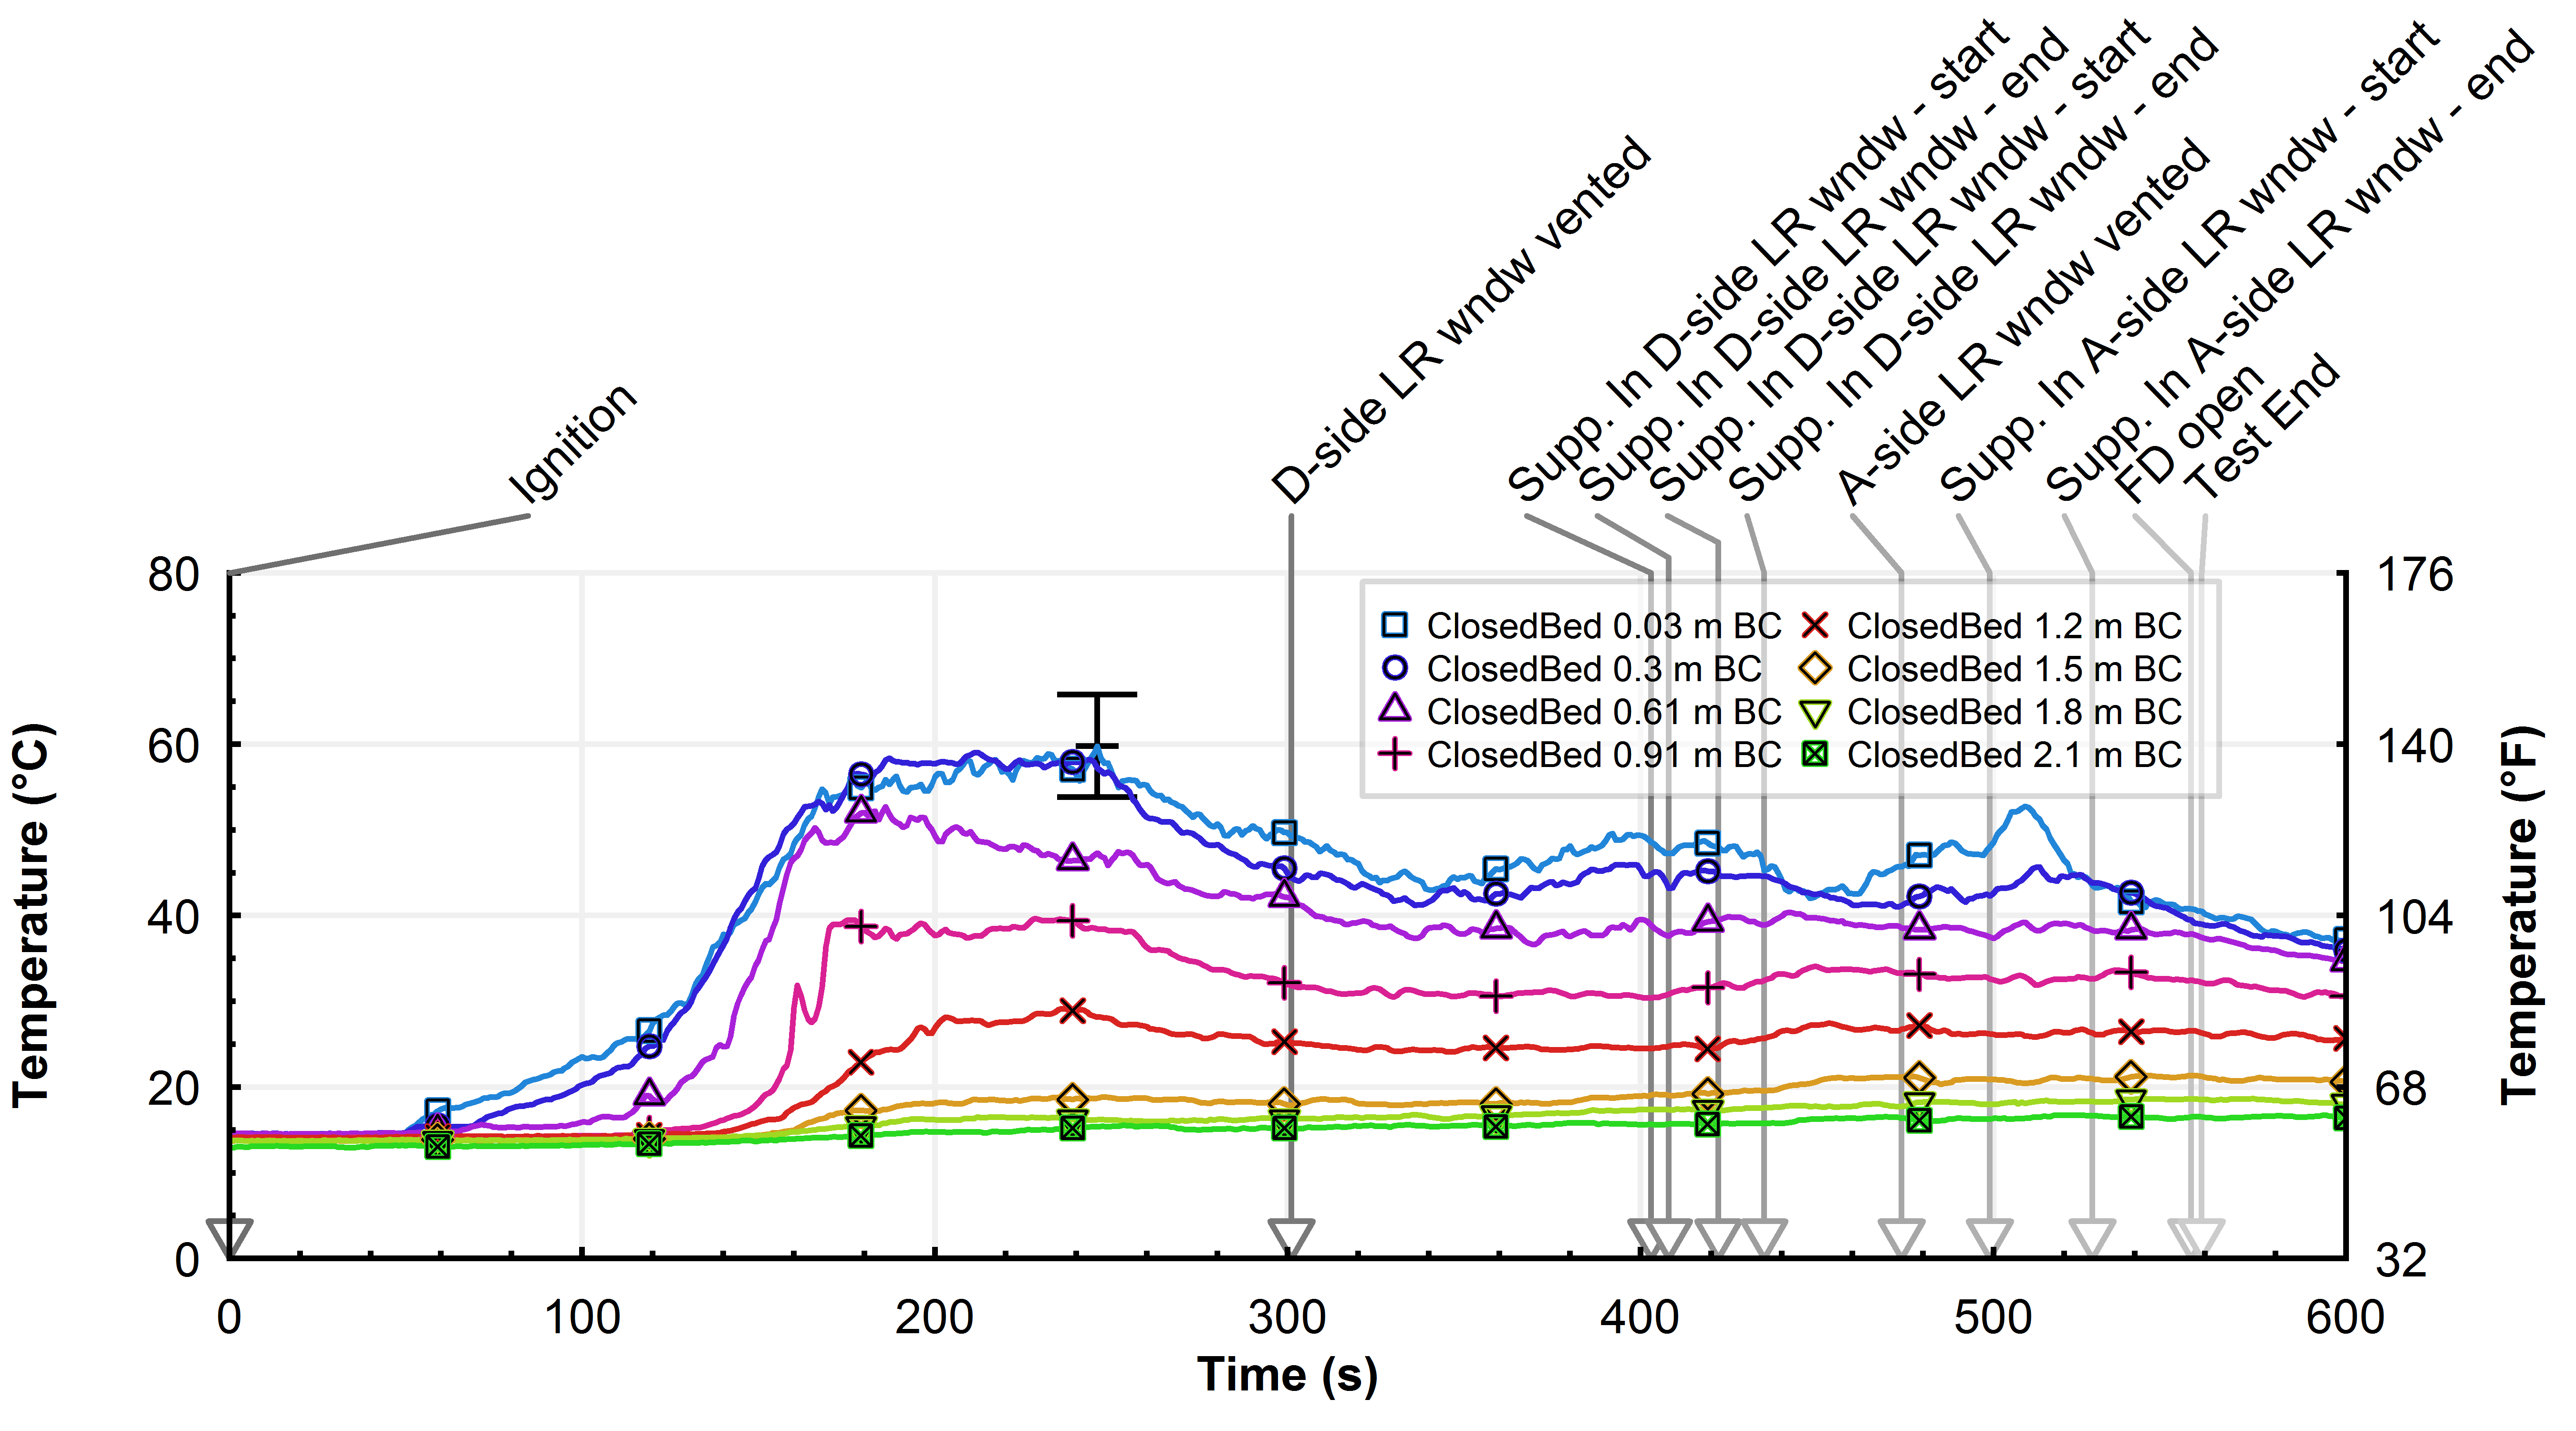 Ignition
D-side LR wndw vented
Supp. In D-side LR wndw - start
Supp. In D-side LR wndw - end
Supp. In D-side LR wndw - start
Supp. In D-side LR wndw - end
A-side LR wndw vented
Supp. In A-side LR wndw - start
Supp. In A-side LR wndw - end
FD open
Test End
80
60
40
20
0
Temperature (°C)
176
140
104
68
32
Temperature (°F)
ClosedBed 0.03 m BC
ClosedBed 0.3 m BC
ClosedBed 0.61 m BC
ClosedBed 0.91 m BC
ClosedBed 1.2 m BC
ClosedBed 1.5 m BC
ClosedBed 1.8 m BC
ClosedBed 2.1 m BC
0 100 200 300 400 500 600
Time (s)